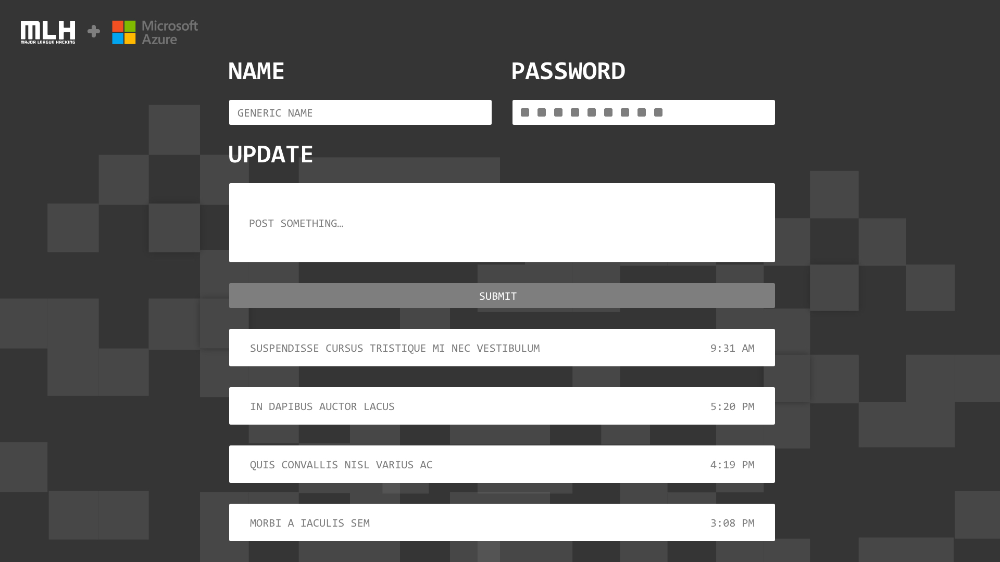 MLH
MAJOR LEAGUE HACKING
Microsoft
Azure
NAME
PASSWORD
GENERIC NAME
UPDATE
POST SOMETHING…
SUBMIT
SUSPENDISSE CURSUS TRISTIQUE MI NEC VESTIBULUM 9:31 AM
IN DAPIBUS AUCTOR LACUS 5:20 PM
QUIS CONVALLIS NISL VARIUS AC 4:19 PM
MORBI A IACULIS SEM 3:08 PM